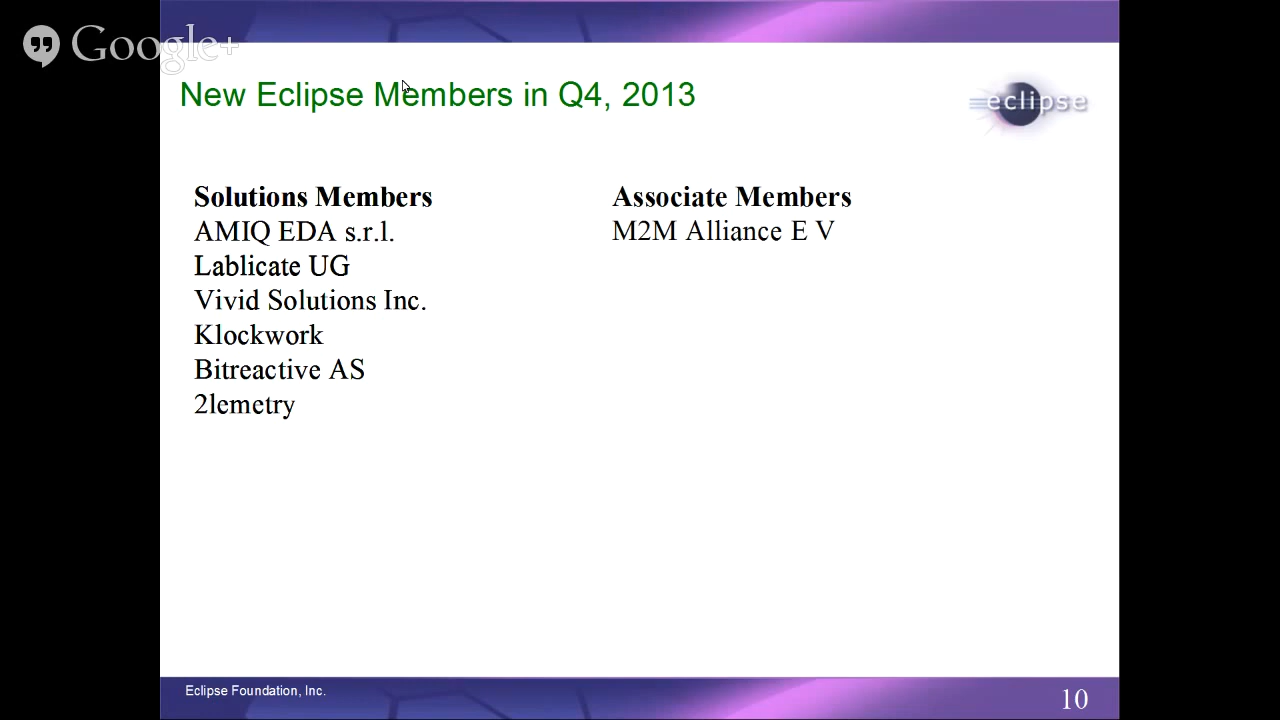 Google+
New Eclipse Members in Q4, 2013
eclipse
Solutions Members
AMIQ EDA s.r.l.
Lablicate UG
Vivid Solutions Inc.
Klockwork
Bitreactive AS
2lemetry
Associate Members
M2M Alliance E V
Eclipse Foundation, Inc.
10